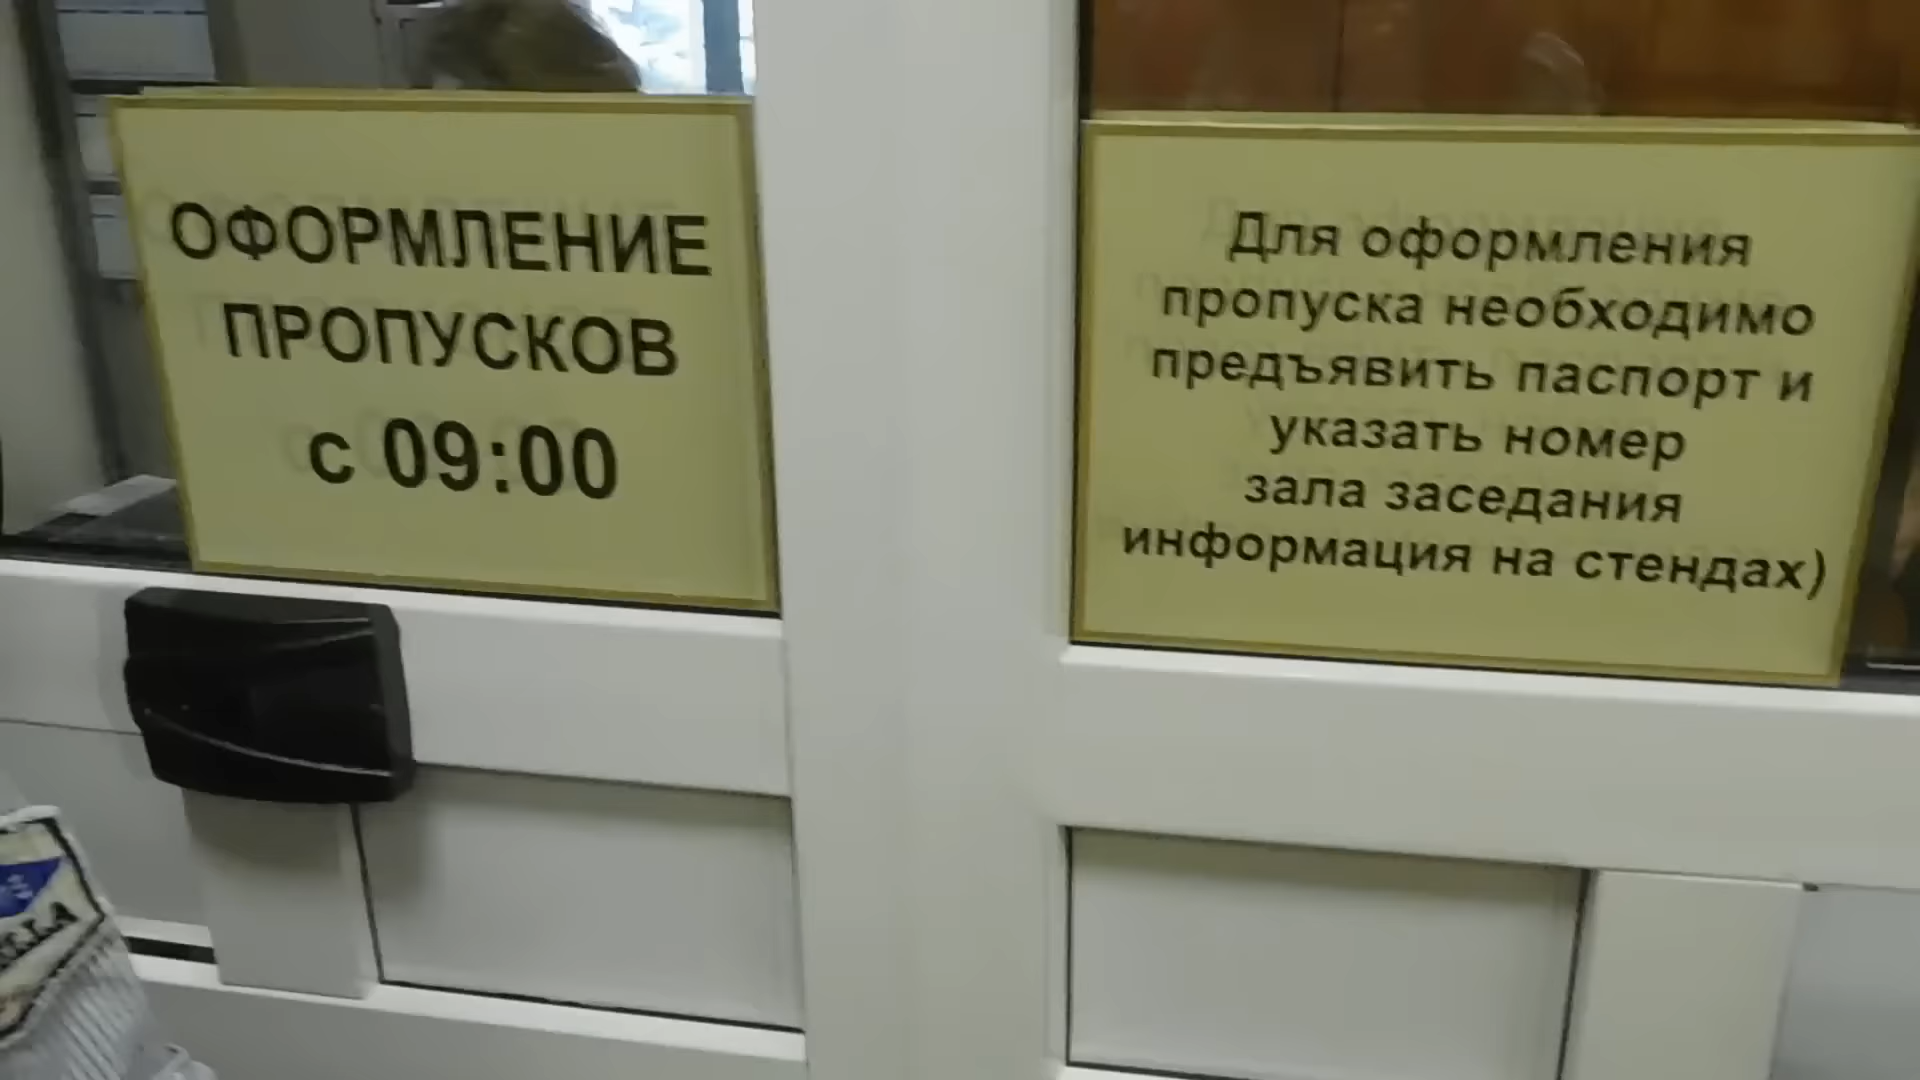 ОФОРМЛЕНИЕ
ПРОПУСКОВ
с 09:00
Для оформления
пропуска необходимо
предъявить паспорт и
указать номер
зала заседания
информация на стендах)